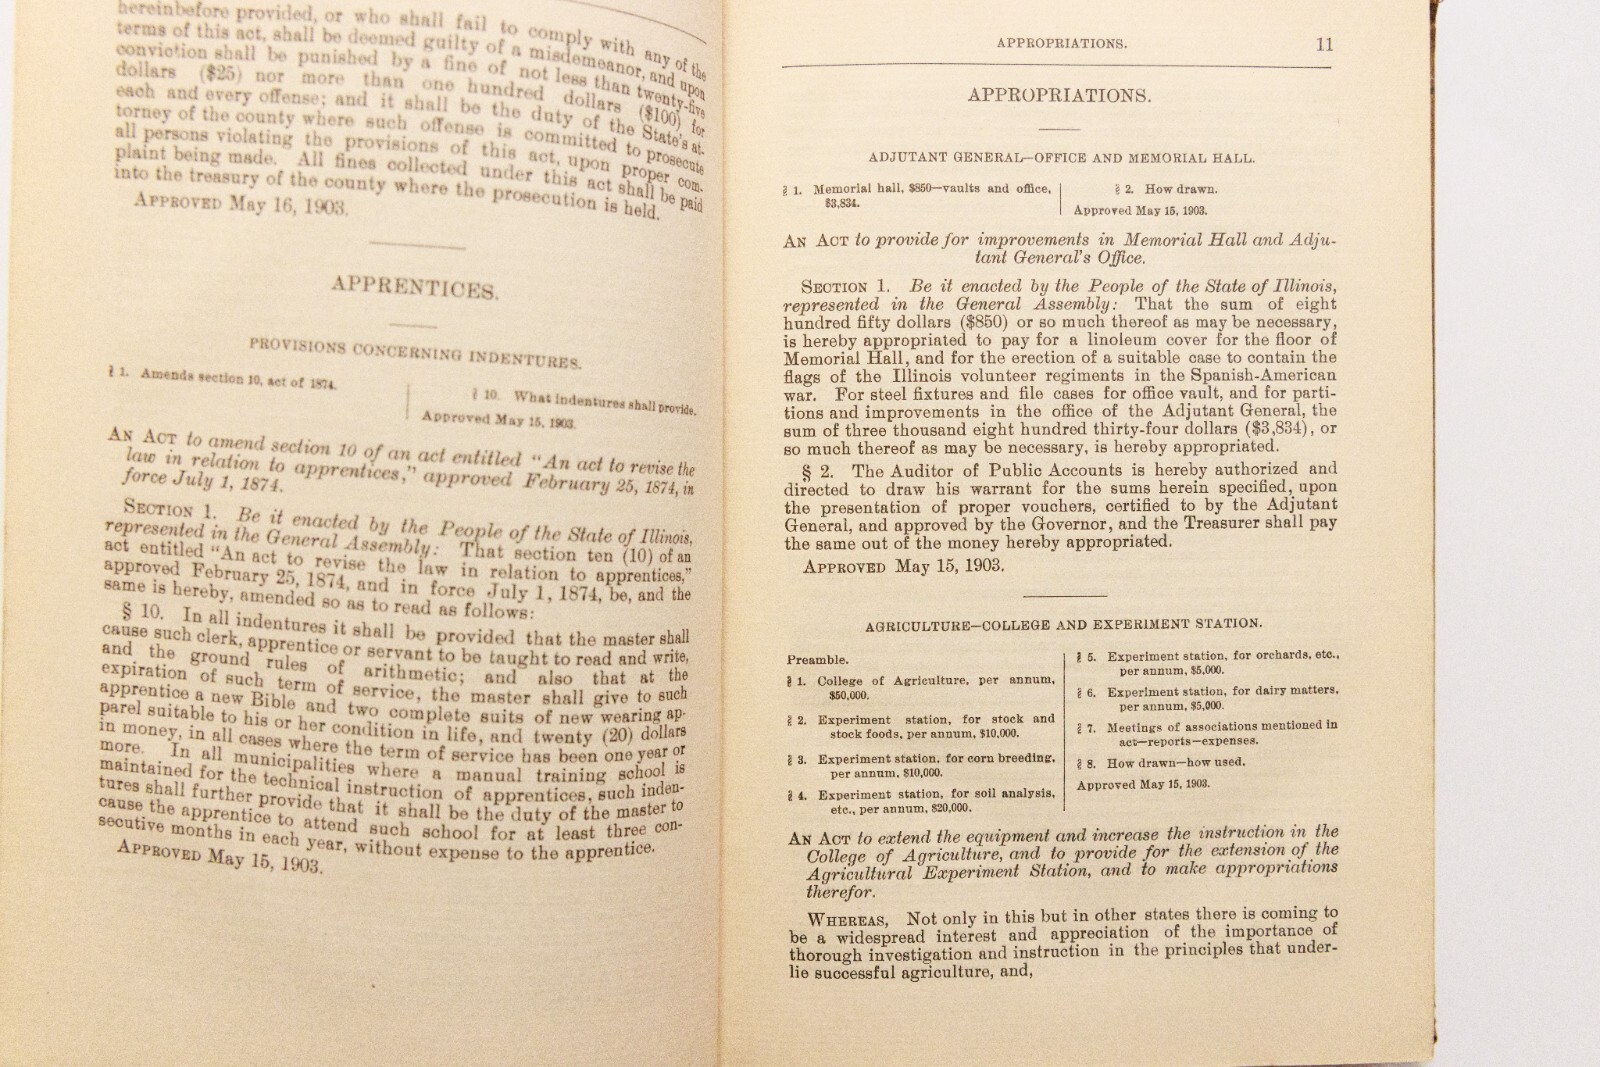 hereinbefore provided, or who shall fail to comply with any of the
terms of this act, shall be deemed guilty of a misdemeanor, and upon
conviction shall be punished by a fine of not less than twenty-five
dollars ($25) nor more than one hundred dollars ($100) for
each and every offense; and it shall be the duty of the State's at-
torney of the county where such offense is committed to prosecute
all persons violating the provisions of this act, upon proper com-
plaint being made. All fines collected under this act shall be paid
into the treasury of the county where the prosecution is held.
APPROVED May 16, 1903.
APPRENTICES.
PROVISIONS CONCERNING INDENTURES.
§ 1. Amends section 10, act of 1874.
§ 10. What indentures shall provide.
Approved May 15, 1903.
AN ACT to amend section 10 of an act entitled "An act to revise the
law in relation to apprentices," approved February 25, 1874, in
force July 1, 1874.
SECTION 1. Be it enacted by the People of the State of Illinois,
represented in the General Assembly: That section ten (10) of an
act entitled "An act to revise the law in relation to apprentices,"
approved February 25, 1874, and in force July 1, 1874, be, and the
same is hereby, amended so as to read as follows:
§ 10. In all indentures it shall be provided that the master shall
cause such clerk, apprentice or servant to be taught to read and write,
and the ground rules of arithmetic; and also that at the
expiration of such term of service, the master shall give to such
apprentice a new Bible and two complete suits of new wearing ap-
parel suitable to his or her condition in life, and twenty (20) dollars
in money, in all cases where the term of service has been one year or
more. In all municipalities where a manual training school is
maintained for the technical instruction of apprentices, such inden-
tures shall further provide that it shall be the duty of the master to
cause the apprentice to attend such school for at least three con-
secutive months in each year, without expense to the apprentice.
APPROVED May 15, 1903.
APPROPRIATIONS. 11
APPROPRIATIONS.
ADJUTANT GENERAL—OFFICE AND MEMORIAL HALL.
§ 1. Memorial hall, $850—vaults and office,
$3,834.
§ 2. How drawn.
Approved May 15, 1903.
AN ACT to provide for improvements in Memorial Hall and Adju-
tant General's Office.
SECTION 1. Be it enacted by the People of the State of Illinois,
represented in the General Assembly: That the sum of eight
hundred fifty dollars ($850) or so much thereof as may be necessary,
is hereby appropriated to pay for a linoleum cover for the floor of
Memorial Hall, and for the erection of a suitable case to contain the
flags of the Illinois volunteer regiments in the Spanish-American
war. For steel fixtures and file cases for office vault, and for parti-
tions and improvements in the office of the Adjutant General, the
sum of three thousand eight hundred thirty-four dollars ($3,834), or
so much thereof as may be necessary, is hereby appropriated.
§ 2. The Auditor of Public Accounts is hereby authorized and
directed to draw his warrant for the sums herein specified, upon
the presentation of proper vouchers, certified to by the Adjutant
General, and approved by the Governor, and the Treasurer shall pay
the same out of the money hereby appropriated.
APPROVED May 15, 1903.
AGRICULTURE—COLLEGE AND EXPERIMENT STATION.
Preamble.
§ 1. College of Agriculture, per annum,
$50,000.
§ 2. Experiment station, for stock and
stock foods, per annum, $10,000.
§ 3. Experiment station, for corn breeding,
per annum, $10,000.
§ 4. Experiment station, for soil analysis,
etc., per annum, $20,000.
§ 5. Experiment station, for orchards, etc.,
per annum, $5,000.
§ 6. Experiment station, for dairy matters,
per annum, $5,000.
§ 7. Meetings of associations mentioned in
act—reports—expenses.
§ 8. How drawn—how used.
Approved May 15, 1903.
AN ACT to extend the equipment and increase the instruction in the
College of Agriculture, and to provide for the extension of the
Agricultural Experiment Station, and to make appropriations
therefor.
WHEREAS, Not only in this but in other states there is coming to
be a widespread interest and appreciation of the importance of
thorough investigation and instruction in the principles that under-
lie successful agriculture, and,